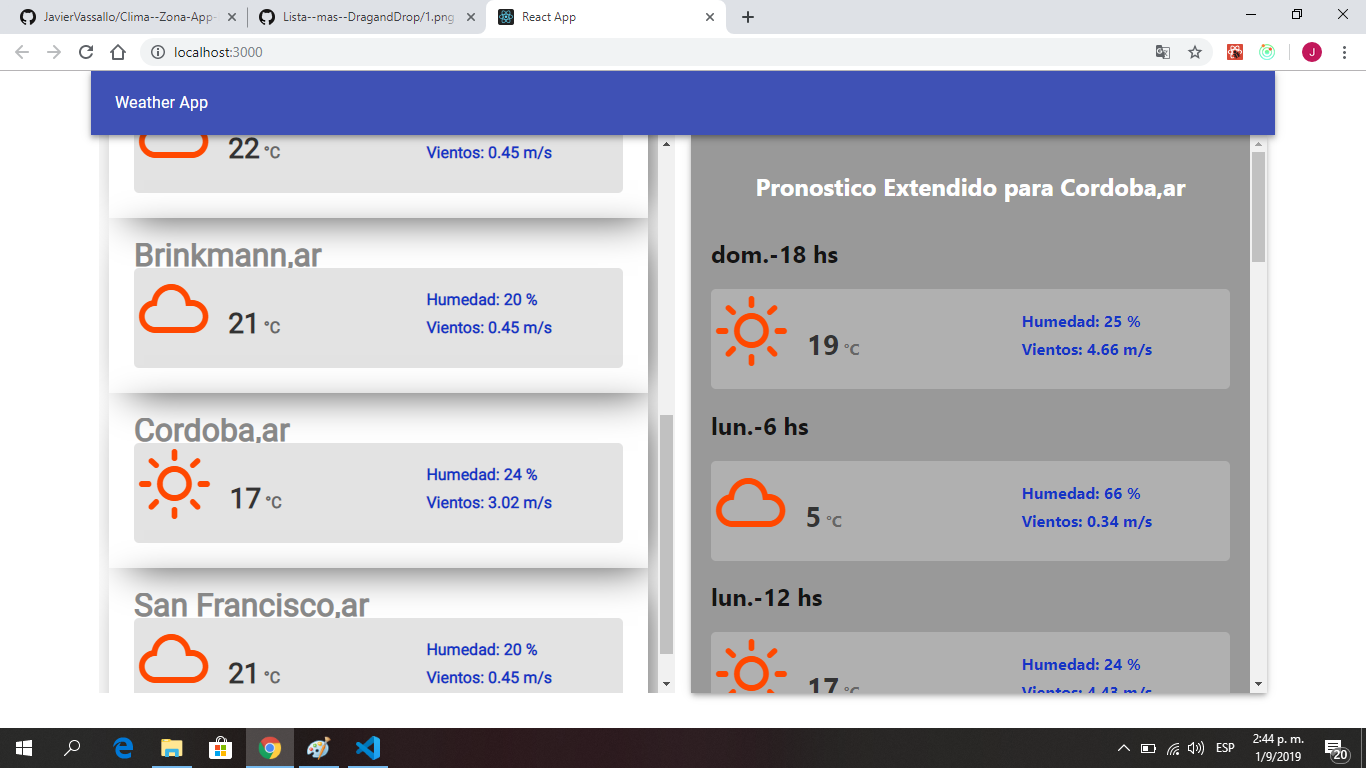 JavierVassallo/Clima--Zona-App-
Lista--mas--DragandDrop/1.png
React App
localhost:3000
J
Weather App
22 °C
Vientos: 0.45 m/s
Brinkmann,ar
21 °C
Humedad: 20 %
Vientos: 0.45 m/s
Cordoba,ar
17 °C
Humedad: 24 %
Vientos: 3.02 m/s
San Francisco,ar
21 °C
Humedad: 20 %
Vientos: 0.45 m/s
Pronostico Extendido para Cordoba,ar
dom.-18 hs
19 °C
Humedad: 25 %
Vientos: 4.66 m/s
lun.-6 hs
5 °C
Humedad: 66 %
Vientos: 0.34 m/s
lun.-12 hs
17 °C
Humedad: 24 %
Vientos: 4.43 m/s
ESP
2:44 p. m.
1/9/2019
20